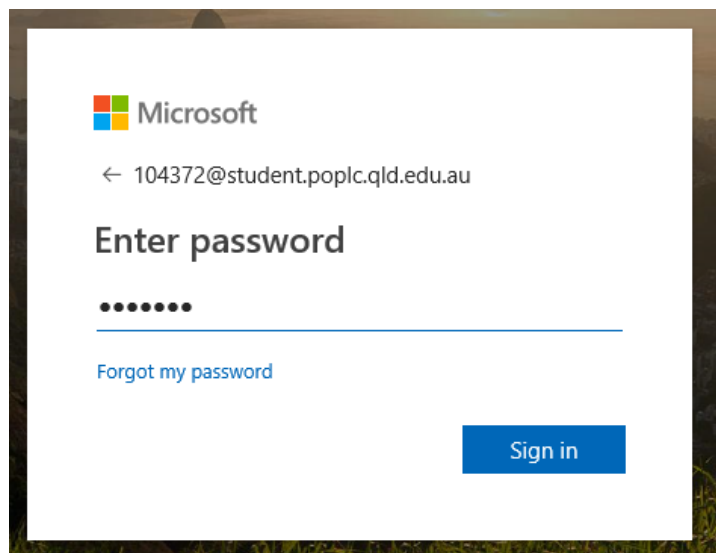 Microsoft
← 104372@student.poplc.qld.edu.au
Enter password
•••••••
Forgot my password
Sign in